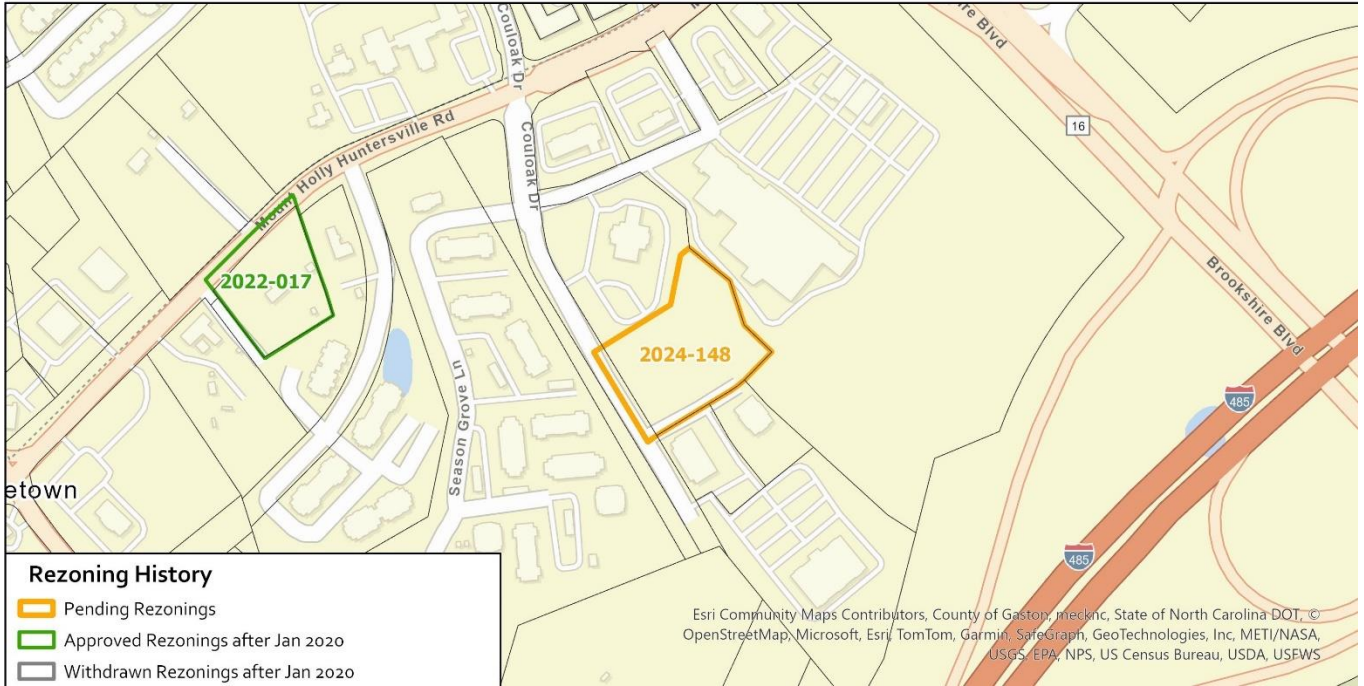 Couloak Dr
ire Blvd
16
Mount Holly Huntersville Rd
Couloak Dr
2022-017
2024-148
Brookshire Blvd
Season Grove Ln
485
485
etown
Rezoning History
Pending Rezonings
Approved Rezonings after Jan 2020
Withdrawn Rezonings after Jan 2020
Esri Community Maps Contributors, County of Gaston, mecknc, State of North Carolina DOT, ©
OpenStreetMap, Microsoft, Esri, TomTom, Garmin, SafeGraph, GeoTechnologies, Inc, METI/NASA,
USGS, EPA, NPS, US Census Bureau, USDA, USFWS